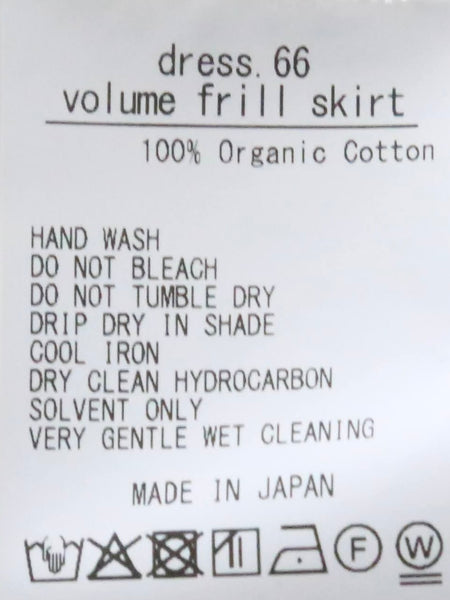 dress. 66
volume frill skirt
100% Organic Cotton
HAND WASH
DO NOT BLEACH
DO NOT TUMBLE DRY
DRIP DRY IN SHADE
COOL IRON
DRY CLEAN HYDROCARBON
SOLVENT ONLY
VERY GENTLE WET CLEANING
MADE IN JAPAN
F W